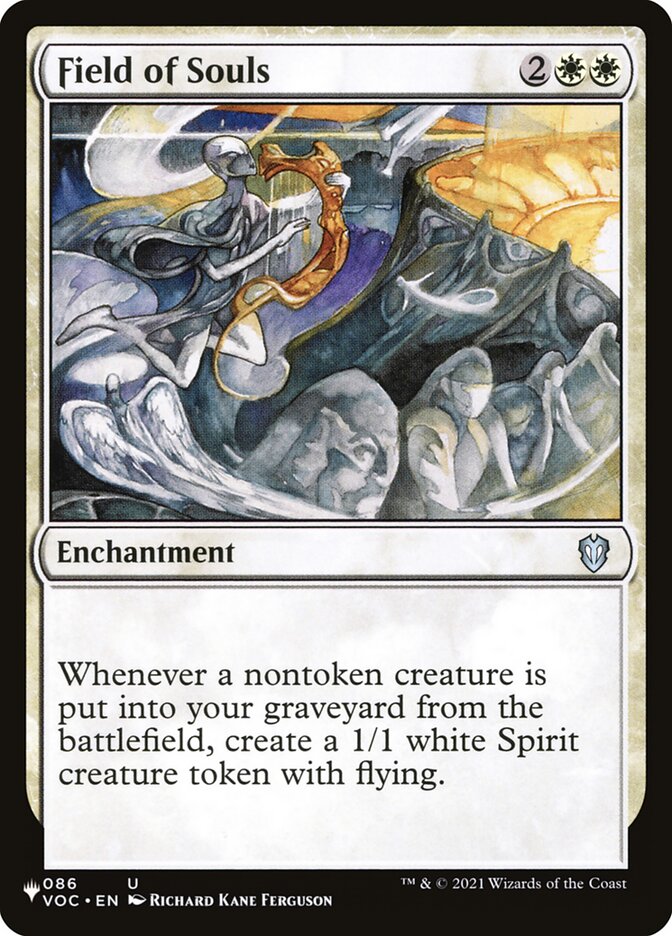 Field of Souls 2
Enchantment
Whenever a nontoken creature is
put into your graveyard from the
battlefield, create a 1/1 white Spirit
creature token with flying.
086 U
VOC • EN Richard Kane Ferguson
™ & © 2021 Wizards of the Coast